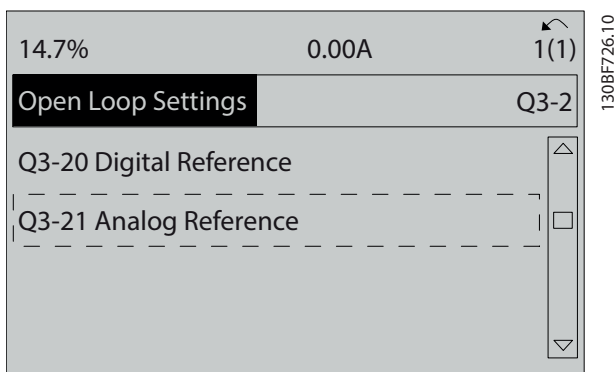 14.7% 0.00A 1(1)
Open Loop Settings Q3-2
Q3-20 Digital Reference
Q3-21 Analog Reference
130BF726.10